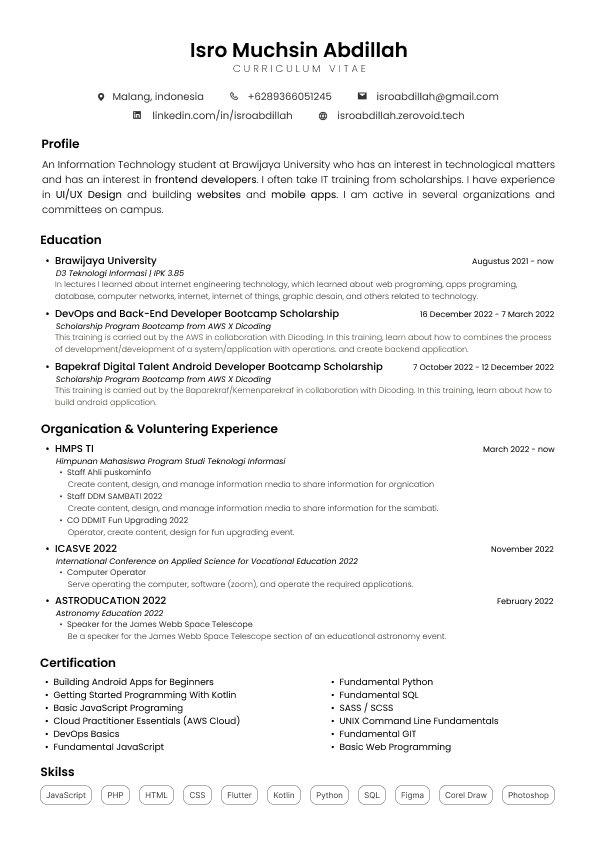 Isro Muchsin Abdillah
CURRICULUM VITAE
Malang, indonesia +6289366051245 isroabdillah@gmail.com
linkedin.com/in/isroabdillah isroabdillah.zerovoid.tech
Profile
An Information Technology student at Brawijaya University who has an interest in technological matters
and has an interest in frontend developers. I often take IT training from scholarships. I have experience
in UI/UX Design and building websites and mobile apps. I am active in several organizations and
committees on campus.
Education
• Brawijaya University Augustus 2021 - now
D3 Teknologi Informasi | IPK 3.85
In lectures I learned about internet engineering technology, which learned about web programing, apps programing,
database, computer networks, internet, internet of things, graphic desain, and others related to technology.
• DevOps and Back-End Developer Bootcamp Scholarship 16 December 2022 - 7 March 2022
Scholarship Program Bootcamp from AWS X Dicoding
This training is carried out by the AWS in collaboration with Dicoding. In this training, learn about how to combines the process
of development/development of a system/application with operations. and create backend application.
• Bapekraf Digital Talent Android Developer Bootcamp Scholarship 7 October 2022 - 12 December 2022
Scholarship Program Bootcamp from AWS X Dicoding
This training is carried out by the Baparekraf/Kemenparekraf in collaboration with Dicoding. In this training, learn about how to
build android application.
Organication & Voluntering Experience
• HMPS TI March 2022 - now
Himpunan Mahasiswa Program Studi Teknologi Informasi
• Staff Ahli puskominfo
Create content, design, and manage information media to share information for orgnication
• Staff DDM SAMBATI 2022
Create content, design, and manage information media to share information for the sambati.
• CO DDMIT Fun Upgrading 2022
Operator, create content, design for fun upgrading event.
• ICASVE 2022 November 2022
International Conference on Applied Science for Vocational Education 2022
• Computer Operator
Serve operating the computer, software (zoom), and operate the required applications.
• ASTRODUCATION 2022 February 2022
Astronomy Education 2022
• Speaker for the James Webb Space Telescope
Be a speaker for the James Webb Space Telescope section of an educational astronomy event.
Certification
• Building Android Apps for Beginners
• Getting Started Programming With Kotlin
• Basic JavaScript Programing
• Cloud Practitioner Essentials (AWS Cloud)
• DevOps Basics
• Fundamental JavaScript
• Fundamental Python
• Fundamental SQL
• SASS / SCSS
• UNIX Command Line Fundamentals
• Fundamental GIT
• Basic Web Programming
Skilss
JavaScript PHP HTML CSS Flutter Kotlin Python SQL Figma Corel Draw Photoshop